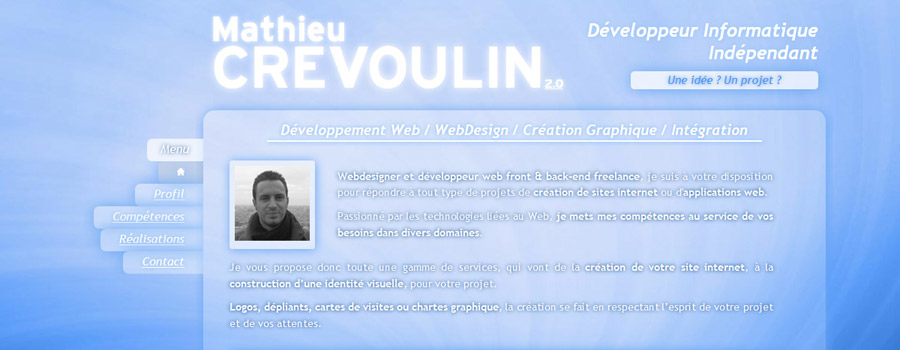 Mathieu
CREVOULIN 2.0
Développeur Informatique
Indépendant
Une idée ? Un projet ?
Développement Web / WebDesign / Création Graphique / Intégration
Menu
Profil
Compétences
Réalisations
Contact
Webdesigner et développeur web front & back-end freelance, je suis à votre disposition
pour répondre à tout type de projets de création de sites internet ou d'applications web.
Passionné par les technologies liées au Web, je mets mes compétences au service de vos
besoins dans divers domaines.
Je vous propose donc toute une gamme de services, qui vont de la création de votre site internet, à la
construction d'une identité visuelle, pour votre projet.
Logos, dépliants, cartes de visites ou chartes graphique, la création se fait en respectant l'esprit de votre projet
et de vos attentes.